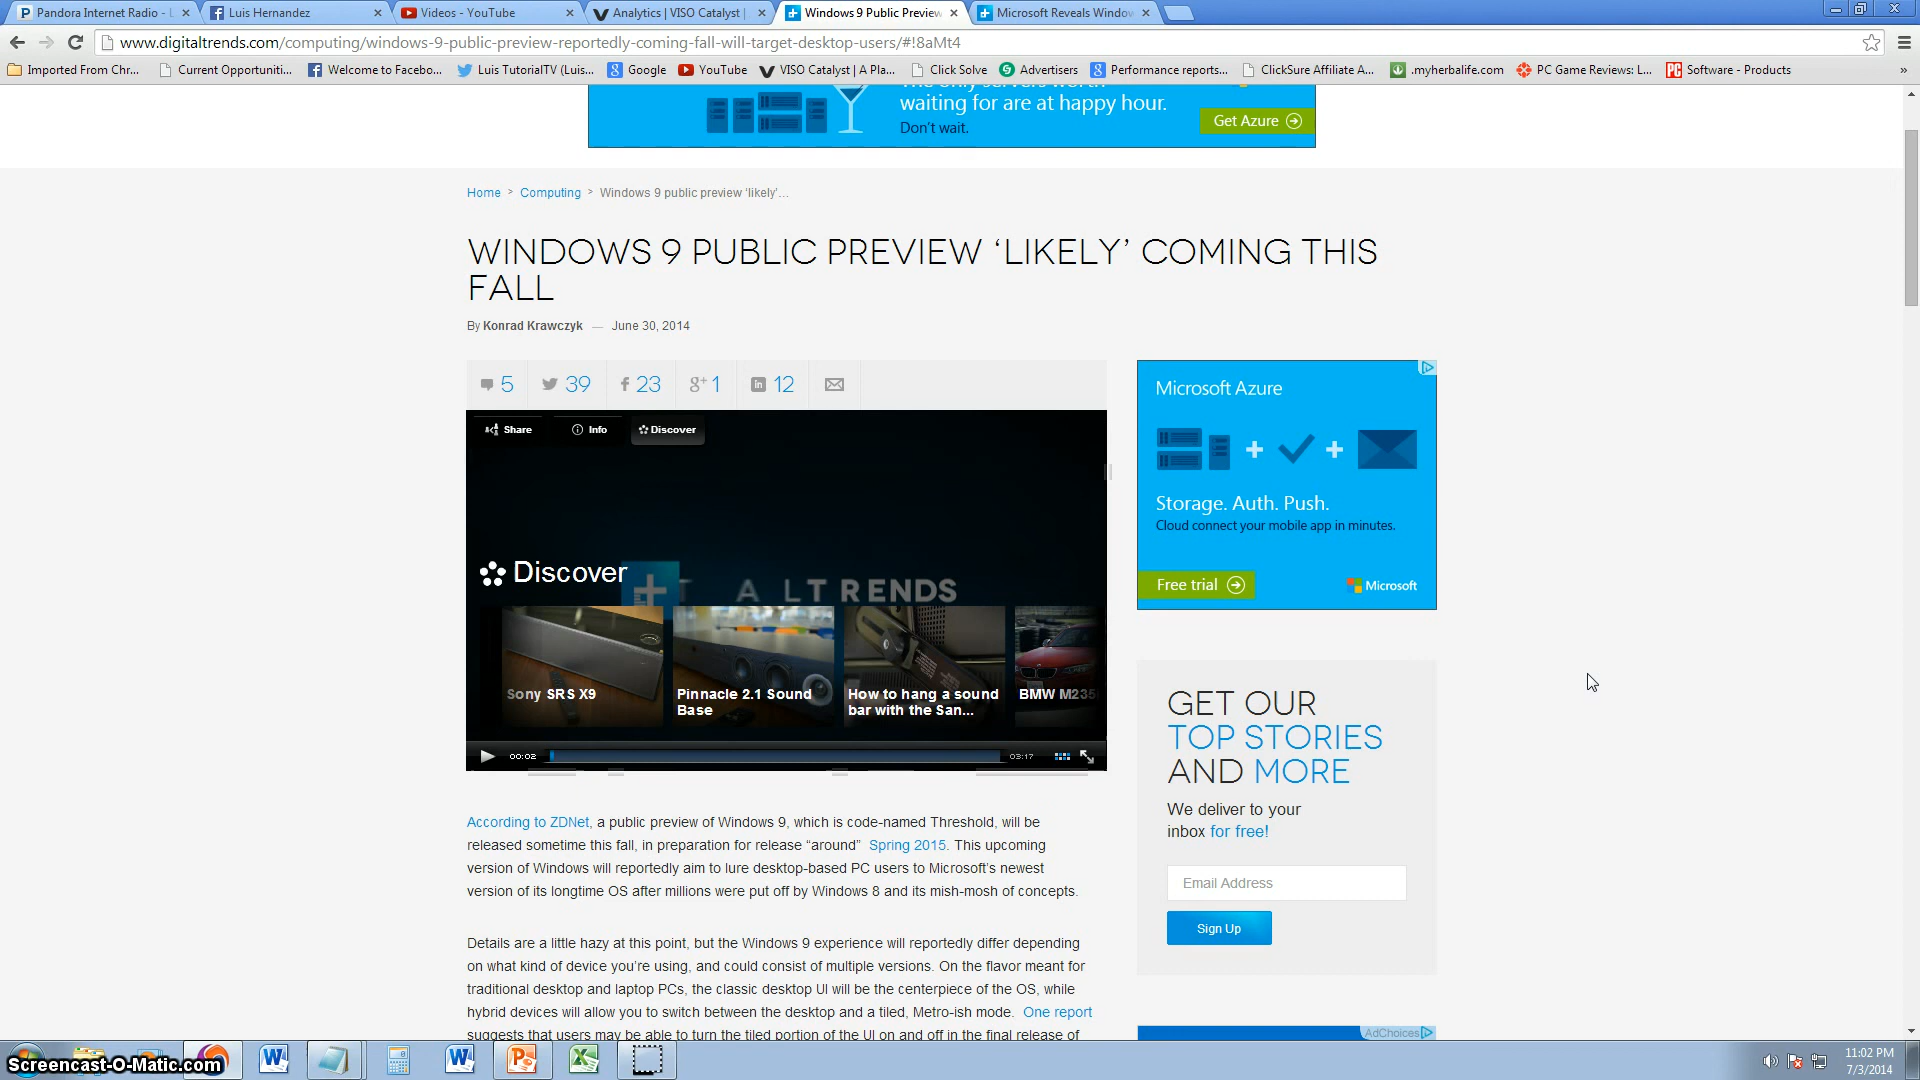 Pandora Internet Radio - L
Luis Hernandez
Videos - YouTube
Analytics | VISO Catalyst |
Windows 9 Public Preview
Microsoft Reveals Window
www.digitaltrends.com/computing/windows-9-public-preview-reportedly-coming-fall-will-target-desktop-users/#!8aMt4
Imported From Chr...
Current Opportuniti...
Welcome to Facebo...
Luis TutorialTV (Luis...
Google
YouTube
VISO Catalyst | A Pla...
Click Solve
Advertisers
Performance reports...
ClickSure Affiliate A...
.myherbalife.com
PC Game Reviews: L...
Software - Products
waiting for are at happy hour.
Don't wait.
Get Azure
Home > Computing > Windows 9 public preview 'likely'...
WINDOWS 9 PUBLIC PREVIEW 'LIKELY' COMING THIS
FALL
By Konrad Krawczyk — June 30, 2014
5 39 23 g+ 1 in 12
Share Info Discover
Discover
T A LT RENDS
Sony SRS X9
Pinnacle 2.1 Sound
Base
How to hang a sound
bar with the San...
BMW M235
00:02
03:17
Microsoft Azure
Storage. Auth. Push.
Cloud connect your mobile app in minutes.
Free trial
Microsoft
GET OUR
TOP STORIES
AND MORE
We deliver to your
inbox for free!
Email Address
Sign Up
AdChoices
According to ZDNet, a public preview of Windows 9, which is code-named Threshold, will be
released sometime this fall, in preparation for release “around” Spring 2015. This upcoming
version of Windows will reportedly aim to lure desktop-based PC users to Microsoft's newest
version of its longtime OS after millions were put off by Windows 8 and its mish-mosh of concepts.
Details are a little hazy at this point, but the Windows 9 experience will reportedly differ depending
on what kind of device you're using, and could consist of multiple versions. On the flavor meant for
traditional desktop and laptop PCs, the classic desktop UI will be the centerpiece of the OS, while
hybrid devices will allow you to switch between the desktop and a tiled, Metro-ish mode. One report
suggests that users may be able to turn the tiled portion of the UI on and off in the final release of
Screencast-O-Matic.com
11:02 PM
7/3/2014